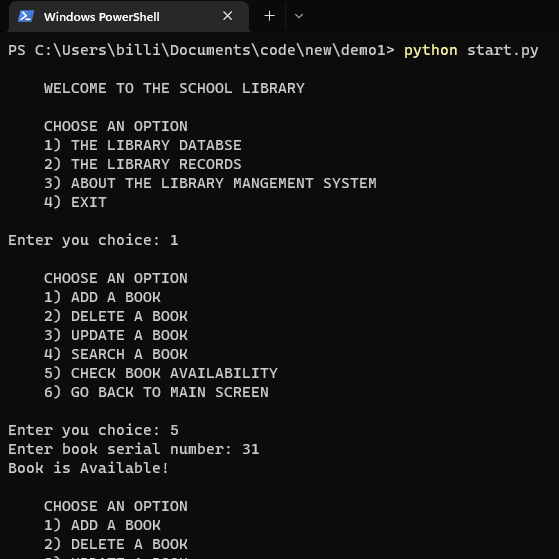 Windows PowerShell
PS C:\Users\billi\Documents\code\new\demo1> python start.py
WELCOME TO THE SCHOOL LIBRARY
CHOOSE AN OPTION
1) THE LIBRARY DATABSE
2) THE LIBRARY RECORDS
3) ABOUT THE LIBRARY MANGEMENT SYSTEM
4) EXIT
Enter you choice: 1
CHOOSE AN OPTION
1) ADD A BOOK
2) DELETE A BOOK
3) UPDATE A BOOK
4) SEARCH A BOOK
5) CHECK BOOK AVAILABILITY
6) GO BACK TO MAIN SCREEN
Enter you choice: 5
Enter book serial number: 31
Book is Available!
CHOOSE AN OPTION
1) ADD A BOOK
2) DELETE A BOOK